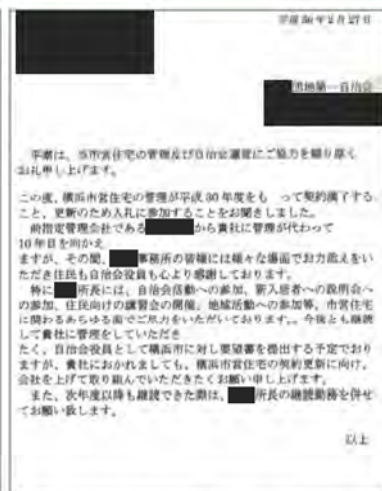 平成30年2月27日
団地第一自治会
平素は、当市営住宅の管理及び自治会運営にご協力を賜り厚く
お礼申し上げます。
この度、横浜市営住宅の管理が平成30年度をも　って契約満了する
こと、更新のため入札に参加することをお聞きしました。
前指定管理会社である　　　から貴社に管理が代わって
10年目を向かえ
ますが、その間、　事務所の皆様には様々な場面でお力添えをい
ただき住民も自治会役員も心より感謝しております。
特に　所長には、自治会活動への参加、新入居者への説明会へ
の参加、住民向けの講習会の開催、地域活動への参加等、市営住宅
に関わるあらゆる面でご尽力をいただいております。。今後とも継続
して貴社に管理をしていただき
たく、自治会役員として横浜市に対し要望書を提出する予定でおり
ますが、貴社におかれましても、横浜市営住宅の契約更新に向け、
会社を上げて取り組んでいただきたくお願い申し上げます。
また、次年度以降も継続できた際は、　所長の継続勤務を併せ
てお願い致します。
以上